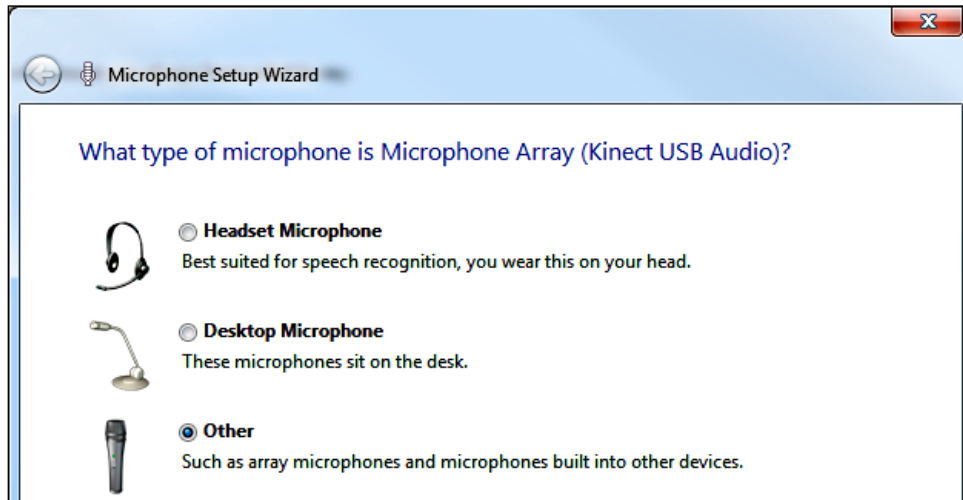 Microphone Setup Wizard
What type of microphone is Microphone Array (Kinect USB Audio)?
Headset Microphone
Best suited for speech recognition, you wear this on your head.
Desktop Microphone
These microphones sit on the desk.
Other
Such as array microphones and microphones built into other devices.